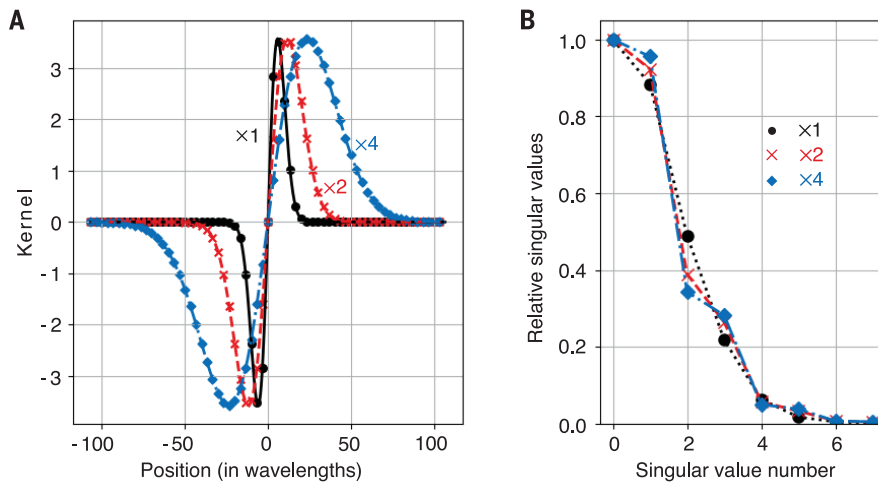 A
Kernel
3
2
1
0
-1
-2
-3
×1
×2
×4
-100 -50 0 50 100
Position (in wavelengths)
B
Relative singular values
1.0
0.8
0.6
0.4
0.2
0.0
×1
×2
×4
0 2 4 6
Singular value number